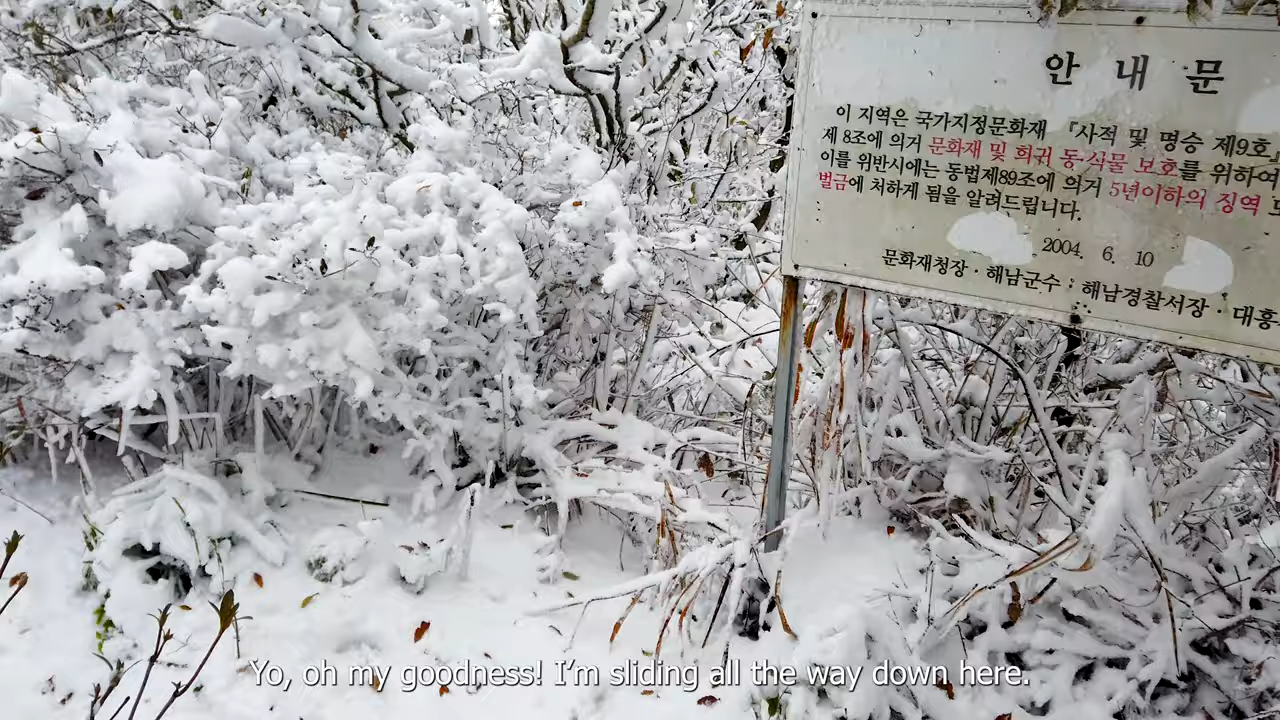 안 내 문
이 지역은 국가지정문화재 『사적 및 명승 제9호』
제 8조에 의거 문화재 및 희귀 동·식물 보호를 위하여
이를 위반시에는 동법제89조에 의거 5년이하의 징역
벌금에 처하게 됨을 알려드립니다.
2004. 6. 10
문화재청장 · 해남군수 · 해남경찰서장 · 대흥
Yo, oh my goodness! I'm sliding all the way down here.